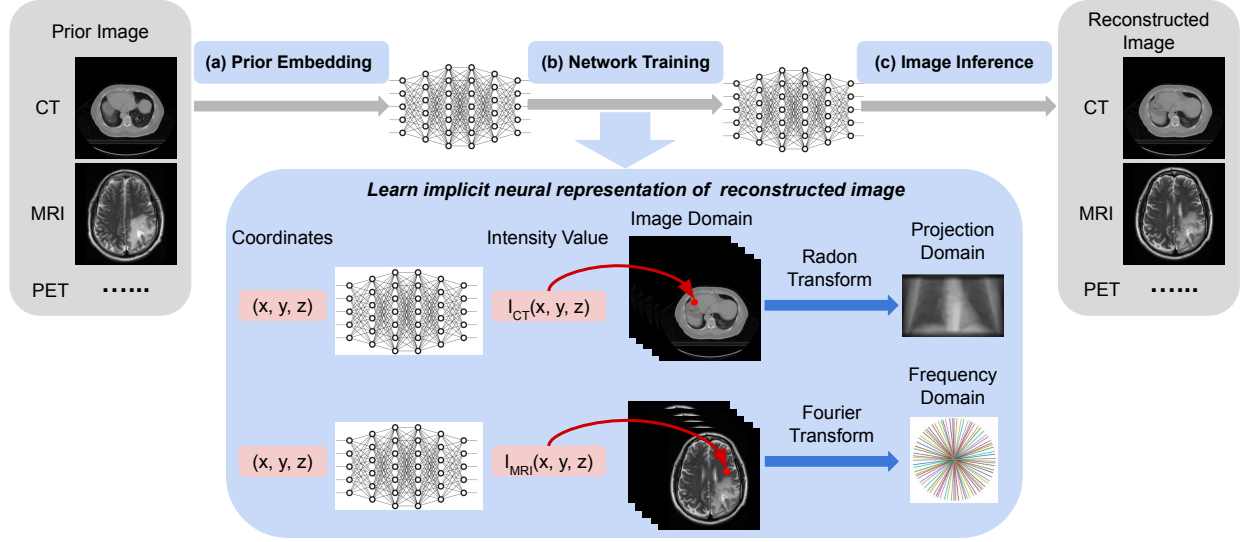 Prior Image
CT
MRI
PET ......
(a) Prior Embedding
(b) Network Training
(c) Image Inference
Reconstructed
Image
CT
MRI
PET ......
Learn implicit neural representation of reconstructed image
Coordinates
Intensity Value
Image Domain
Projection
Domain
(x, y, z)
I_CT(x, y, z)
Radon
Transform
Frequency
Domain
(x, y, z)
I_MRI(x, y, z)
Fourier
Transform